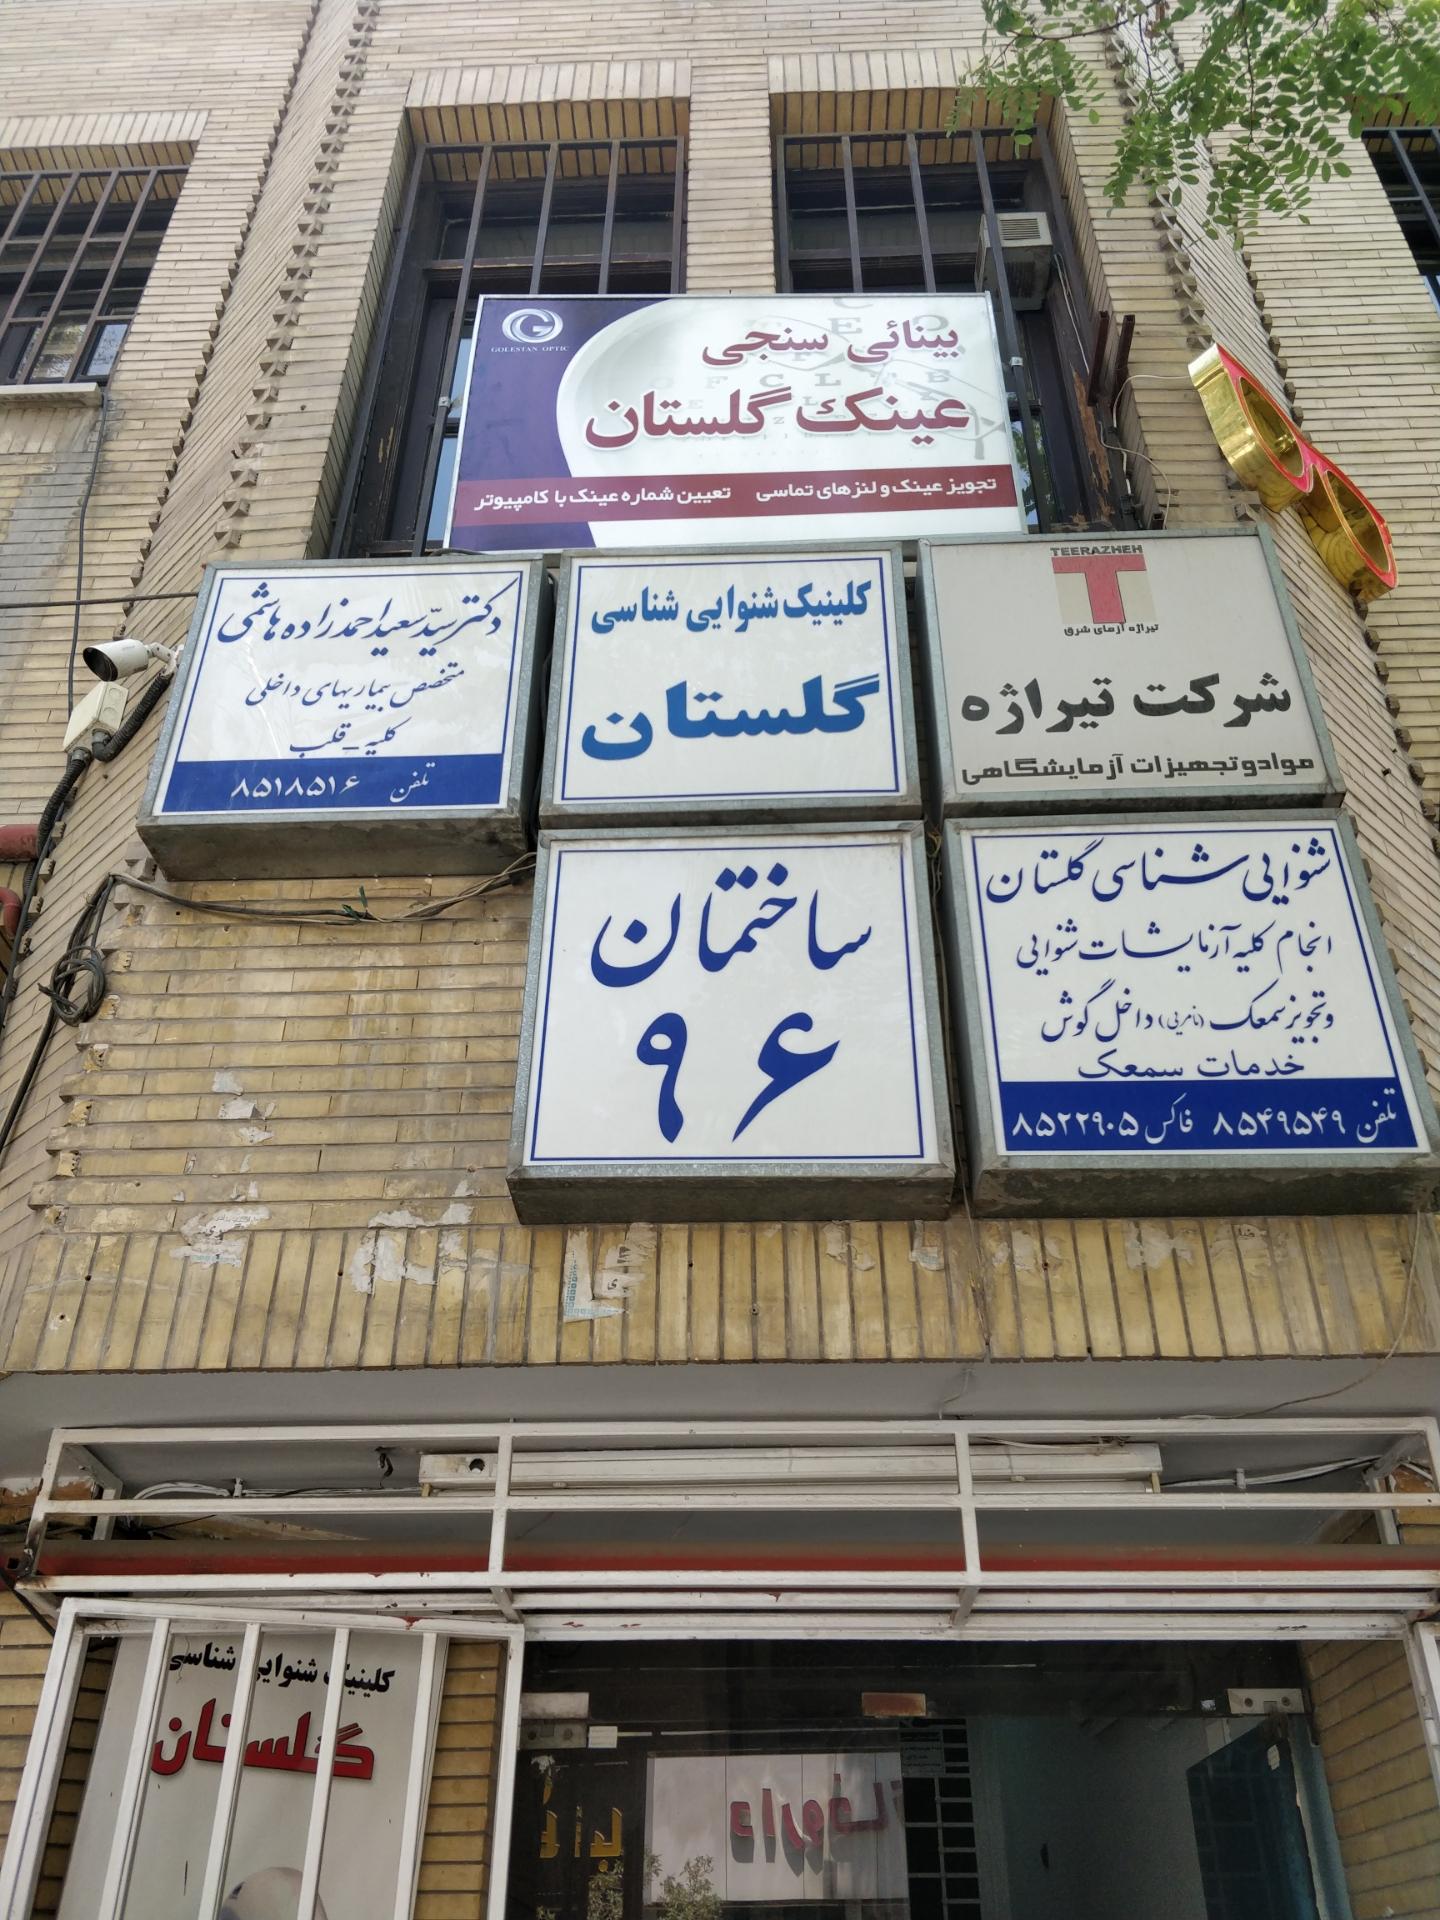 GOLESTAN OPTIC
بینائی سنجی
عینک گلستان
تجویز عینک و لنزهای تماسی تعیین شماره عینک با کامپیوتر
دکتر سیّد سعید احمدزاده هاشمی
متخصص بیماریهای داخلی
کلیه - قلب
تلفن ۸۵۱۸۵۱۶
کلینیک شنوایی شناسی
گلستان
TEERAZHEH
T
تیراژه آزمای شرق
شرکت تیراژه
مواد و تجهیزات آزمایشگاهی
ساختمان
۹۶
شنوایی شناسی گلستان
انجام کلیه آزمایشات شنوایی
و تجویز سمعک (نامریی) داخل گوش
خدمات سمعک
تلفن ۸۵۴۹۵۴۹ فاکس ۸۵۲۲۹۰۵
کلینیک شنوایی شناسی
گلستان